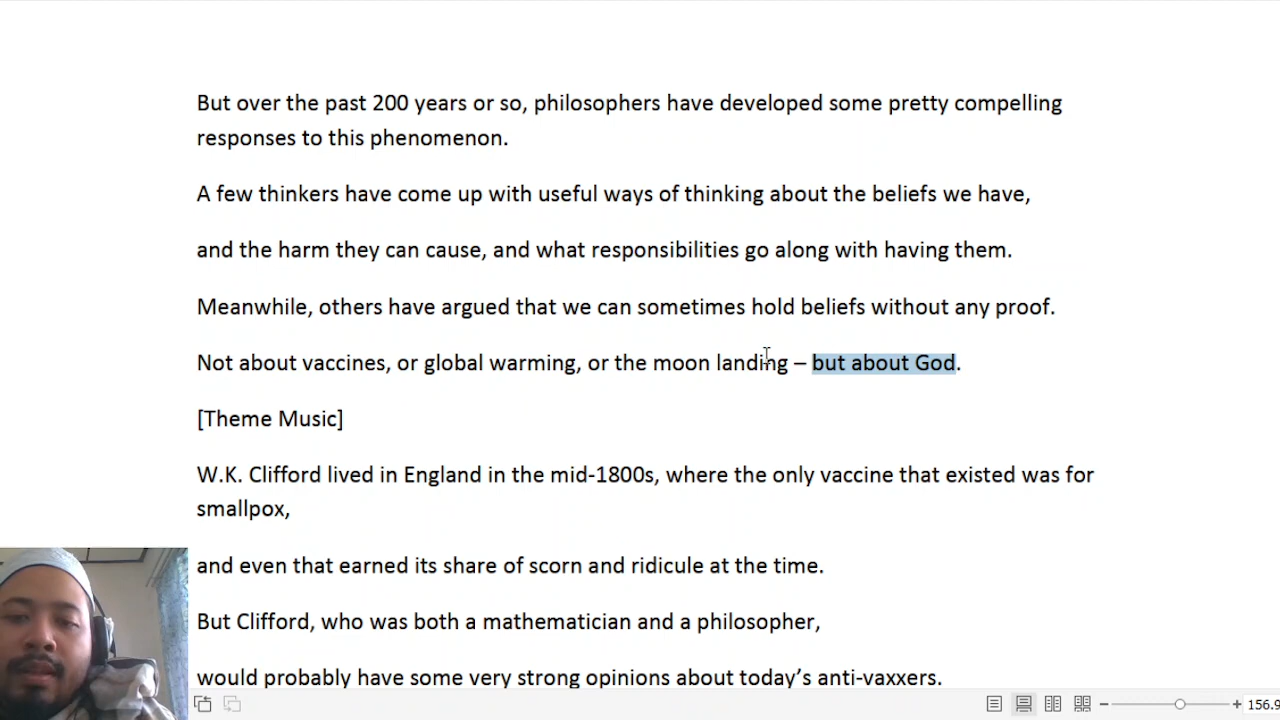 But over the past 200 years or so, philosophers have developed some pretty compelling
responses to this phenomenon.
A few thinkers have come up with useful ways of thinking about the beliefs we have,
and the harm they can cause, and what responsibilities go along with having them.
Meanwhile, others have argued that we can sometimes hold beliefs without any proof.
Not about vaccines, or global warming, or the moon landing – but about God.
[Theme Music]
W.K. Clifford lived in England in the mid-1800s, where the only vaccine that existed was for
smallpox,
and even that earned its share of scorn and ridicule at the time.
But Clifford, who was both a mathematician and a philosopher,
would probably have some very strong opinions about today’s anti-vaxxers.
156.9